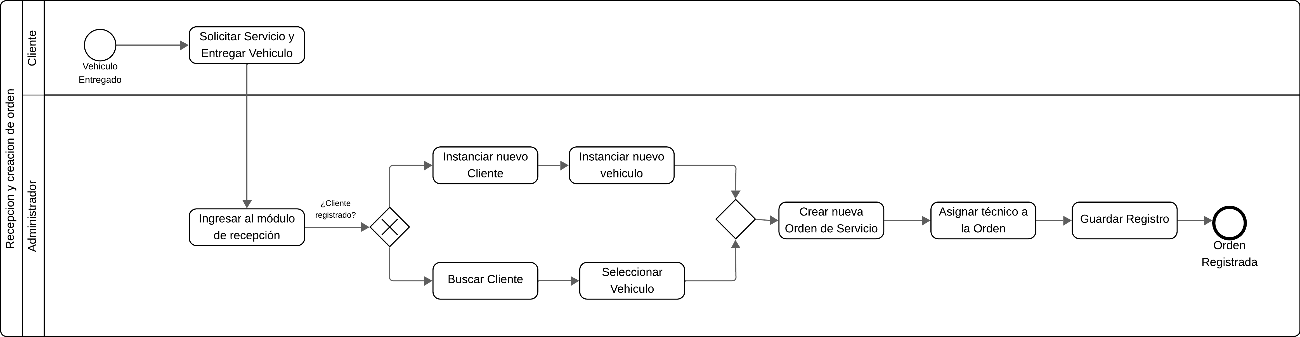 Recepcion y creacion de orden
Cliente
Vehiculo
Entregado
Solicitar Servicio y
Entregar Vehiculo
Administrador
Ingresar al módulo
de recepción
¿Cliente
registrado?
Instanciar nuevo
Cliente
Instanciar nuevo
vehiculo
Buscar Cliente
Seleccionar
Vehiculo
Crear nueva
Orden de Servicio
Asignar técnico a
la Orden
Guardar Registro
Orden
Registrada